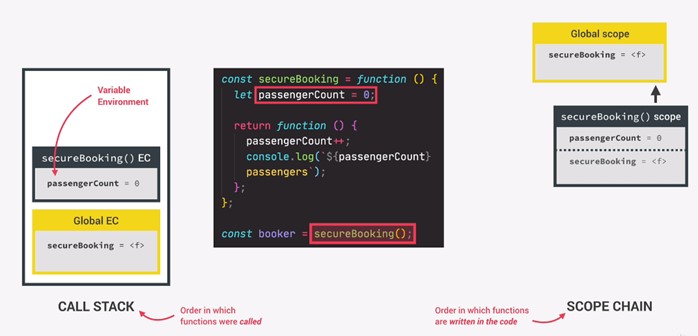 Variable
Environment
secureBooking() EC
passengerCount = 0
Global EC
secureBooking = <f>
CALL STACK
Order in which
functions were called
const secureBooking = function () {
let passengerCount = 0;
return function () {
passengerCount++;
console.log(`${passengerCount}
passengers`);
};
};
const booker = secureBooking();
Global scope
secureBooking = <f>
secureBooking() scope
passengerCount = 0
secureBooking = <f>
Order in which functions
are written in the code
SCOPE CHAIN